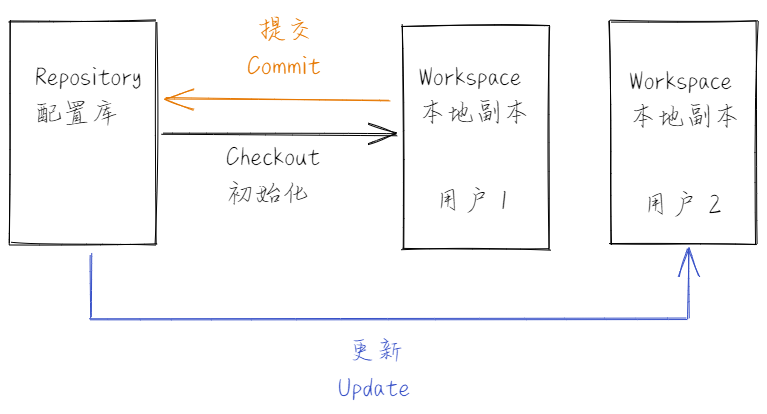 提交
Commit
Repository
配置库
Workspace
本地副本
用户1
Workspace
本地副本
用户2
Checkout
初始化
更新
Update